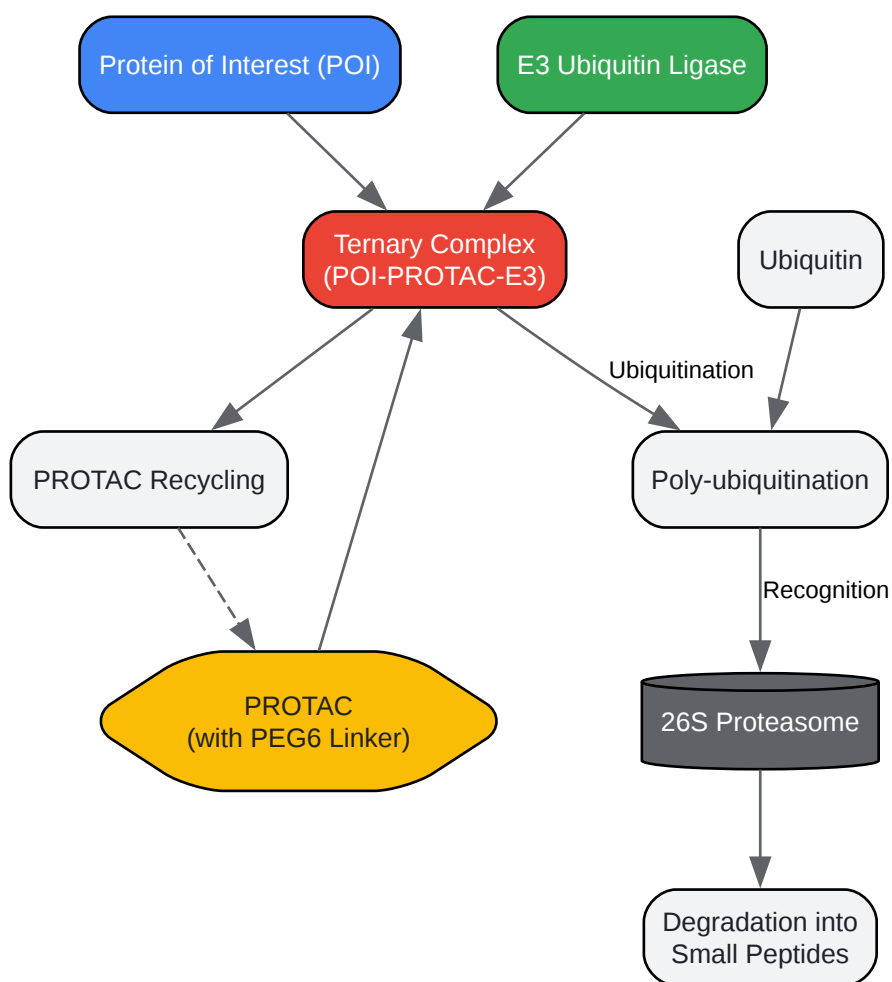 Protein of Interest (POI)
E3 Ubiquitin Ligase
Ternary Complex
(POI-PROTAC-E3)
Ubiquitin
Ubiquitination
PROTAC Recycling
Poly-ubiquitination
Recognition
PROTAC
(with PEG6 Linker)
26S Proteasome
Degradation into
Small Peptides